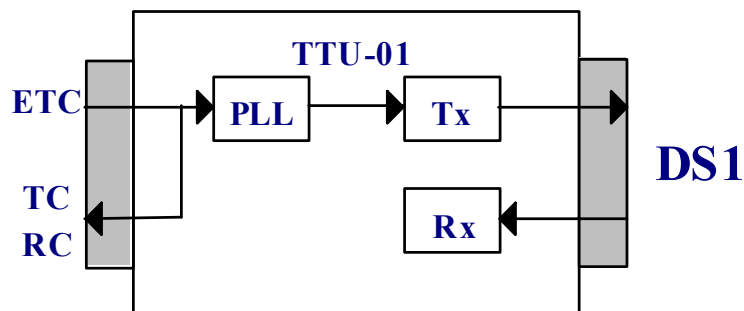 TTU-01
ETC
PLL
Tx
DS1
TC
RC
Rx